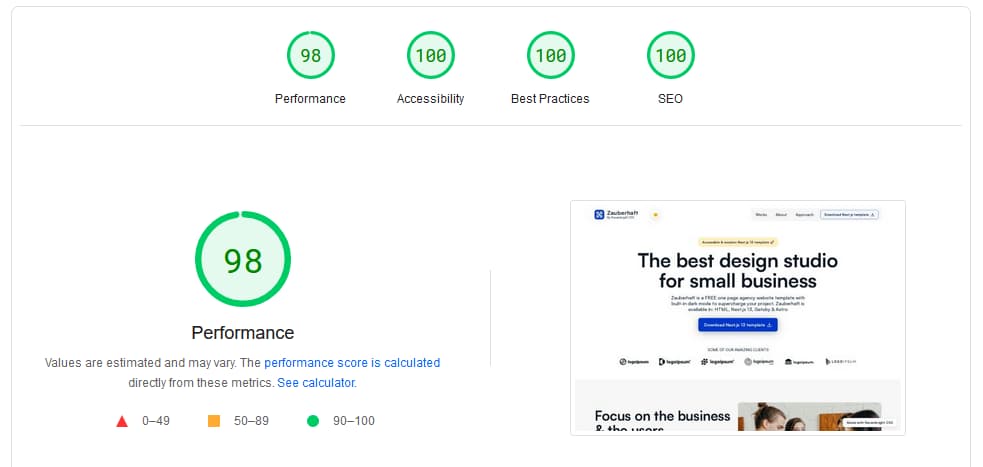 98
100
100
100
Performance
Accessibility
Best Practices
SEO
98
Performance
Values are estimated and may vary. The performance score is calculated
directly from these metrics. See calculator.
0–49
50–89
90–100
Zauberhaft
Works
About
Approach
Download Next js template
Accessible & modern Next js 13 template
The best design studio
for small business
Zauberhaft is a FREE one page agency website template with
built-in dark mode to supercharge your project. Zauberhaft is
available in: HTML, Next js 13, Gatsby & Astro
Download Next js 13 template
SOME OF OUR AMAZING CLIENTS
logoipsum
logoipsum
logoipsum
logoipsum
logoipsum
LOGOIPSUM
Focus on the business
& the users